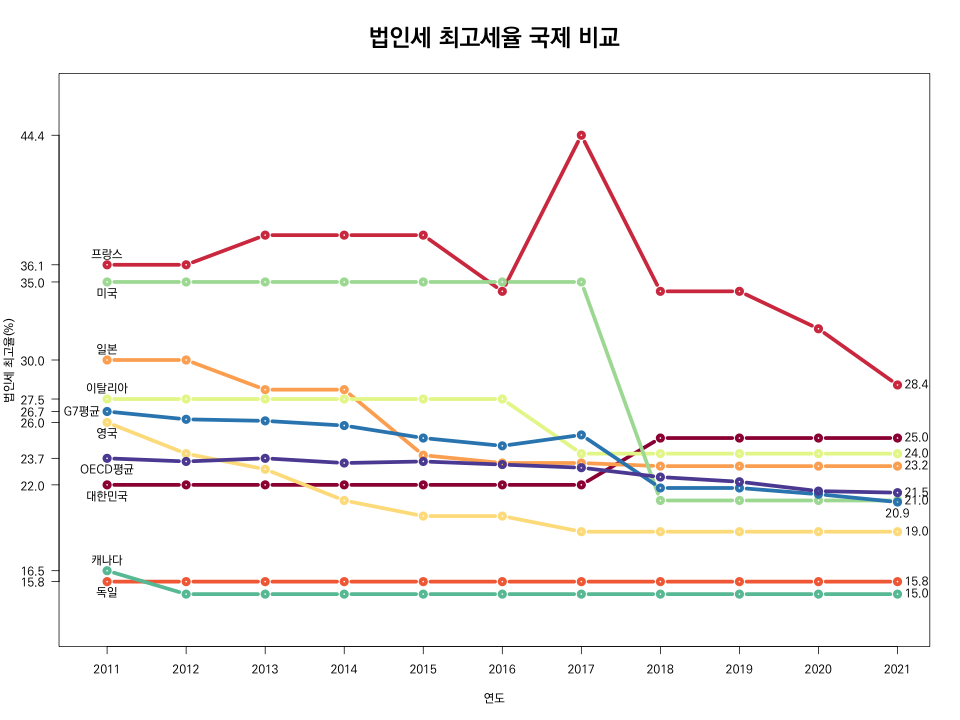 법인세 최고세율 국제 비교
법인세 최고율(%)
44.4
36.1
35.0
30.0
27.5
26.7
26.0
23.7
22.0
16.5
15.8
프랑스
미국
일본
이탈리아
G7평균
영국
OECD평균
대한민국
캐나다
독일
28.4
25.0
24.0
23.2
21.5
21.0
20.9
19.0
15.8
15.0
2011 2012 2013 2014 2015 2016 2017 2018 2019 2020 2021
연도